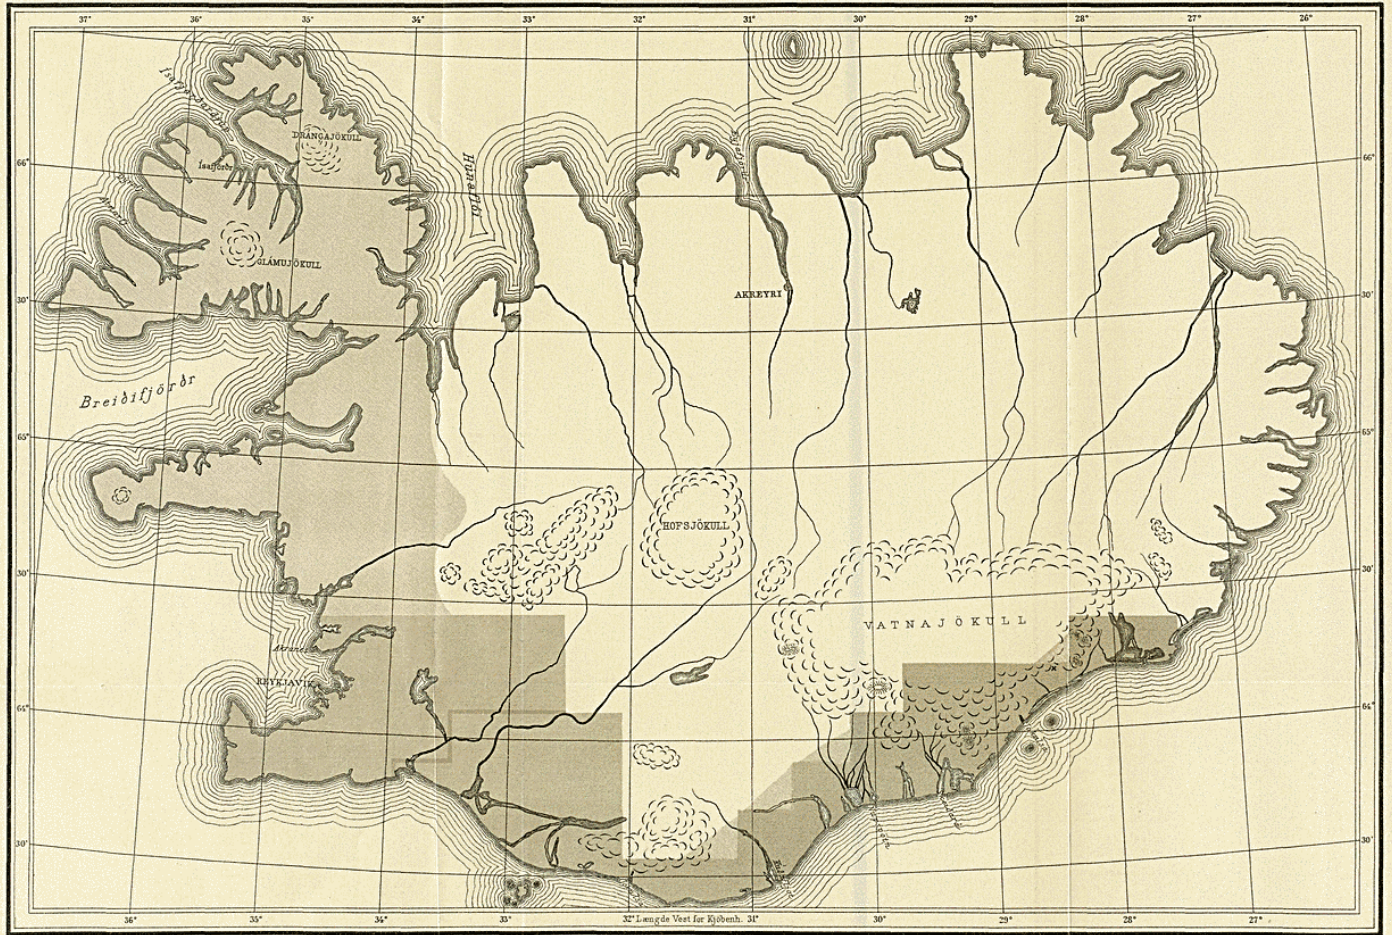 37° 36° 35° 34° 33° 32° 31° 30° 29° 28° 27° 26°
Ísafjarðardjúp
DRANGAJÖKULL
Húnaflói
66° 66°
Ísafjörðr
GLÁMUJÖKULL
AKREYRI
30' 30'
Breiðifjörðr
65° 65°
HOFSJÖKULL
30' 30'
VATNAJÖKULL
Akranes
REYKJAVIK
64° 64°
30' 30'
36° 35° 34° 33° 32° Længde Vest for Kjöbenh. 31° 30° 29° 28° 27°